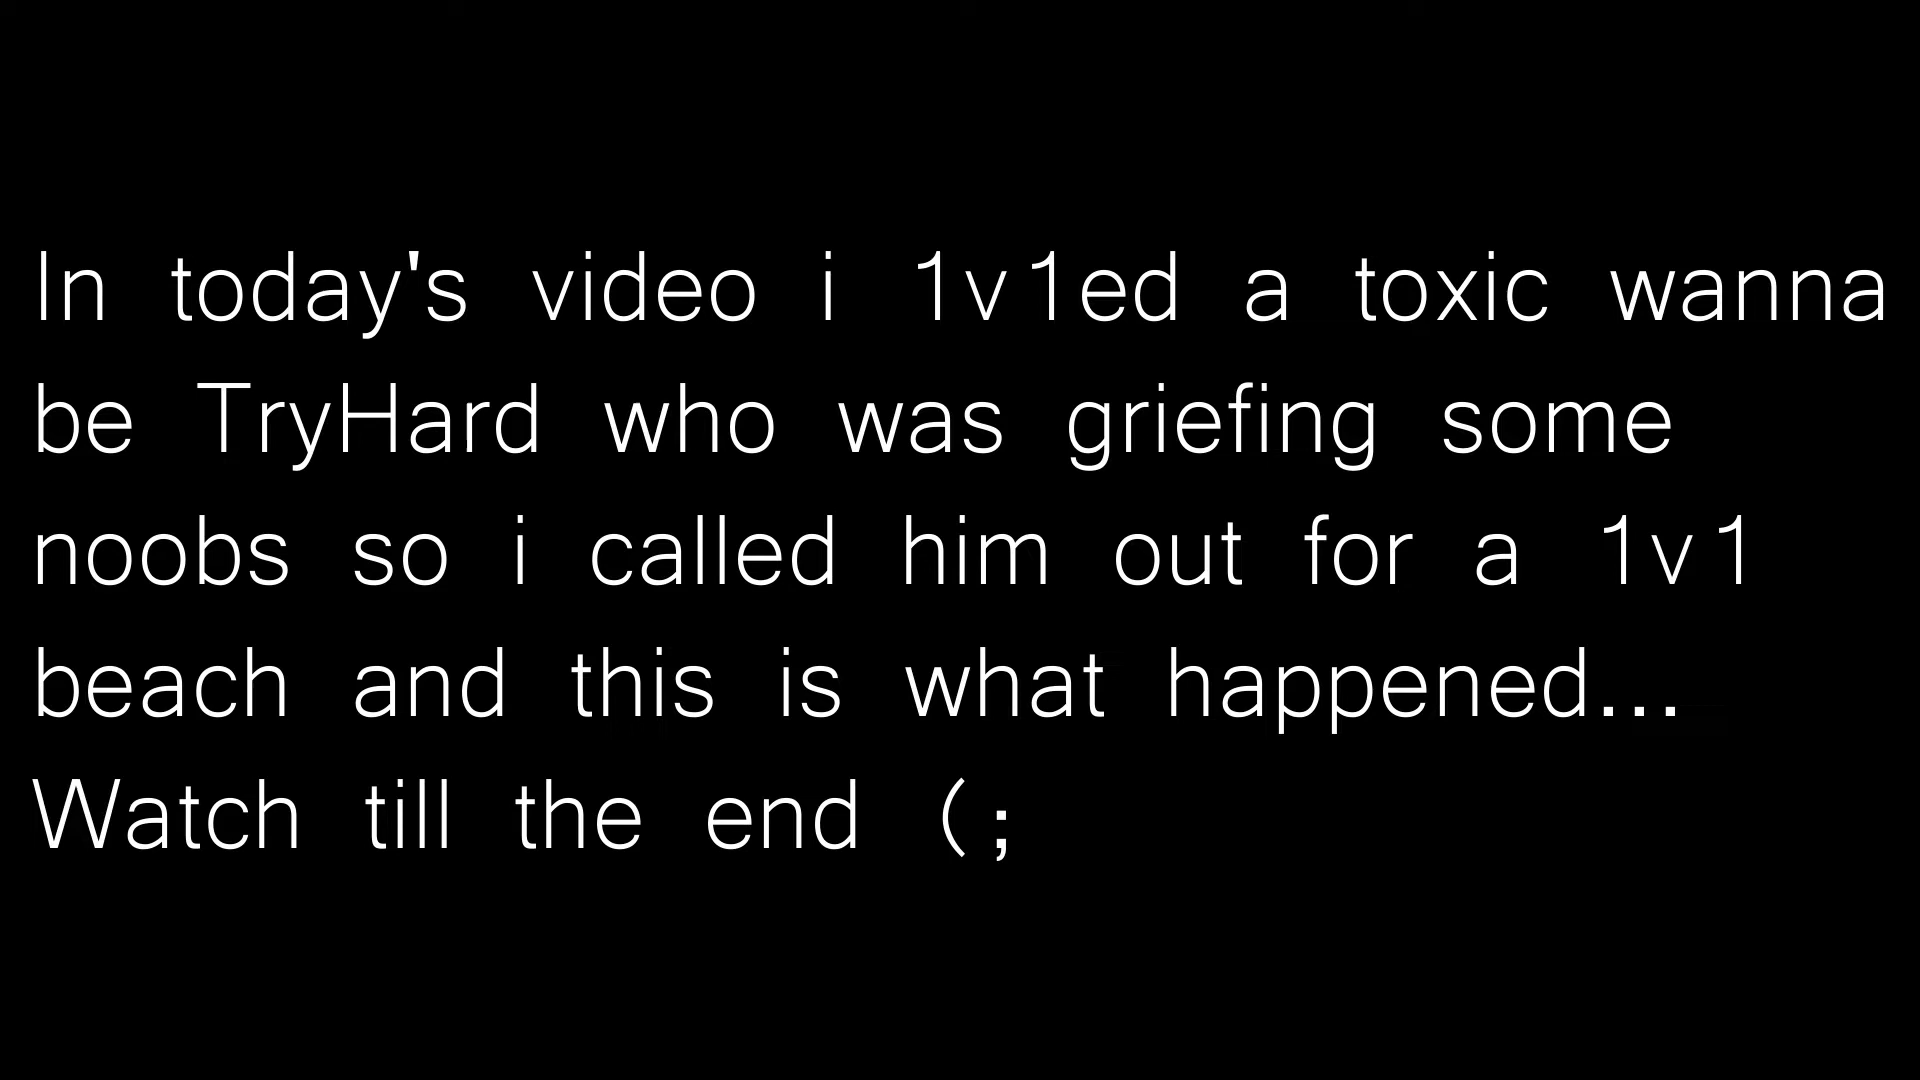 In today's video i 1v1ed a toxic wanna
be TryHard who was griefing some
noobs so i called him out for a 1v1
beach and this is what happened...
Watch till the end (;